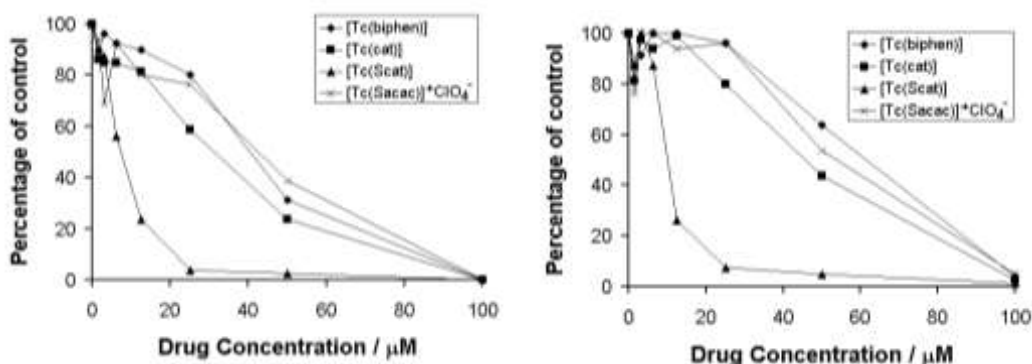 100
80
60
40
20
0
Percentage of control
[Tc(biphen)]
[Tc(cat)]
[Tc(Scat)]
[Tc(Sacac)]⁺ClO₄⁻
0 20 40 60 80 100
Drug Concentration / μM
100
80
60
40
20
0
Percentage of control
[Tc(biphen)]
[Tc(cat)]
[Tc(Scat)]
[Tc(Sacac)]⁺ClO₄⁻
0 20 40 60 80 100
Drug Concentration / μM